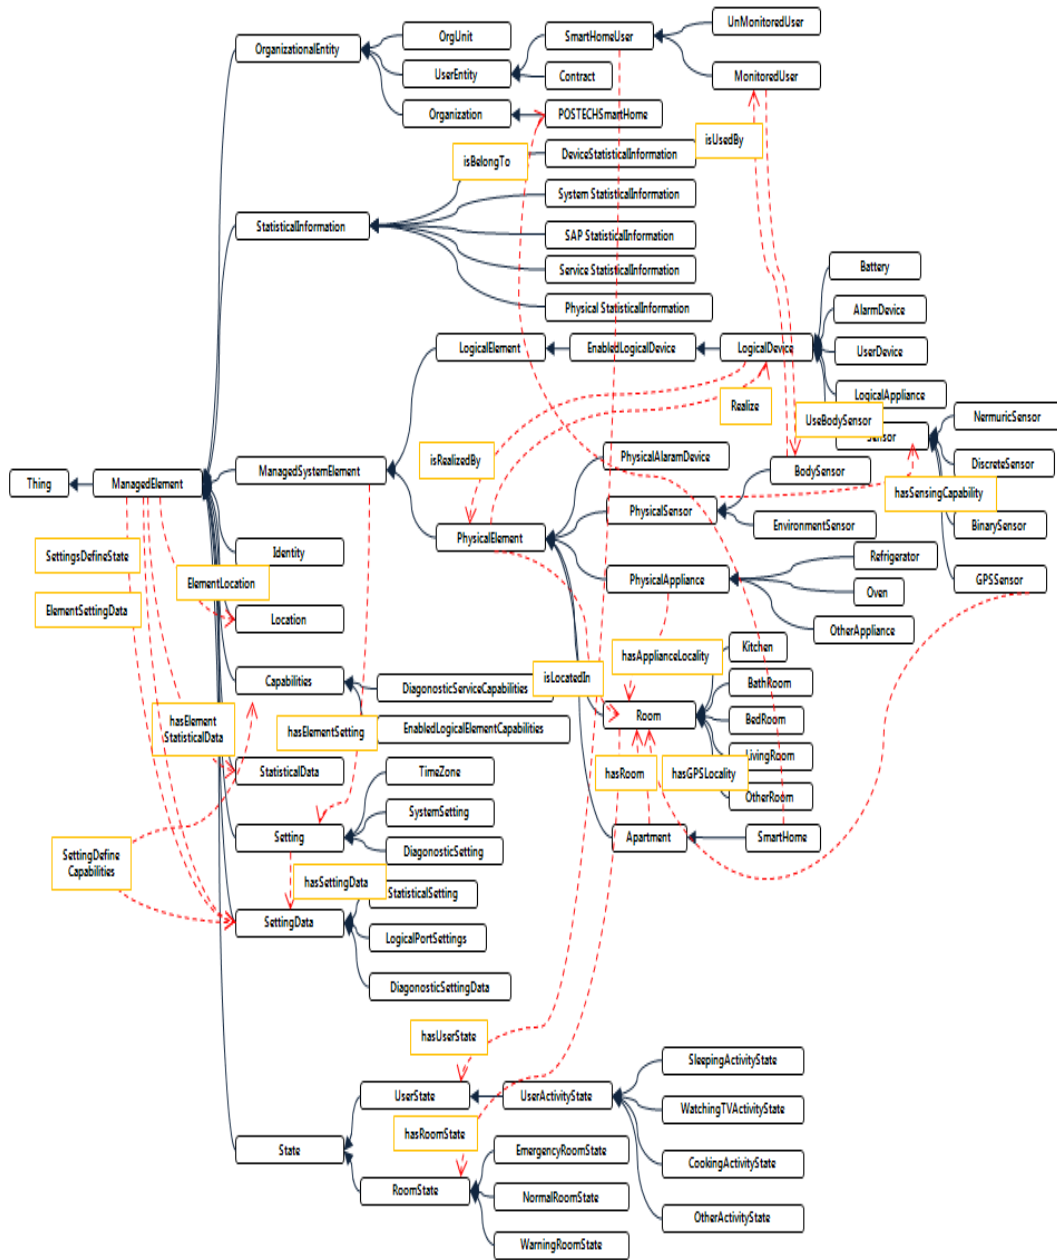 UnMonitoredUser
OrgUnit
SmartHomeUser
OrganizationalEntity
UserEntity
Contract
MonitoredUser
Organization
POSTECHSmartHome
isUsedBy
isBelongTo
DeviceStatisticalInformation
System StatisticalInformation
StatisticalInformation
SAP StatisticalInformation
Service StatisticalInformation
Battery
Physical StatisticalInformation
AlarmDevice
LogicalElement
EnabledLogicalDevice
LogicalDevice
UserDevice
LogicalAppliance
Realize
UseBodySensor
NermuricSensor
Sensor
isRealizedBy
PhysicalAlaramDevice
DiscreteSensor
ManagedSystemElement
BodySensor
Thing
ManagedElement
hasSensingCapability
PhysicalSensor
EnvironmentSensor
BinarySensor
PhysicalElement
SettingsDefineState
Identity
Refrigerator
ElementLocation
PhysicalAppliance
GPSSensor
Oven
ElementSettingData
Location
OtherAppliance
Kitchen
hasApplianceLocality
isLocatedIn
Capabilities
DiagonosticServiceCapabilities
BathRoom
Room
hasElement
StatisticalData
hasElementSetting
EnabledLogicalElementCapabilities
BedRoom
LivingRoom
StatisticalData
TimeZone
hasRoom
hasGPSLocality
OtherRoom
SystemSetting
Setting
Apartment
SmartHome
DiagonosticSetting
SettingDefine
Capabilities
hasSettingData
StatisticalSetting
SettingData
LogicalPortSettings
DiagonosticSettingData
hasUserState
SleepingActivityState
UserState
UserActivityState
WatchingTVActivityState
hasRoomState
State
EmergencyRoomState
CookingActivityState
RoomState
NormalRoomState
OtherActivityState
WarningRoomState